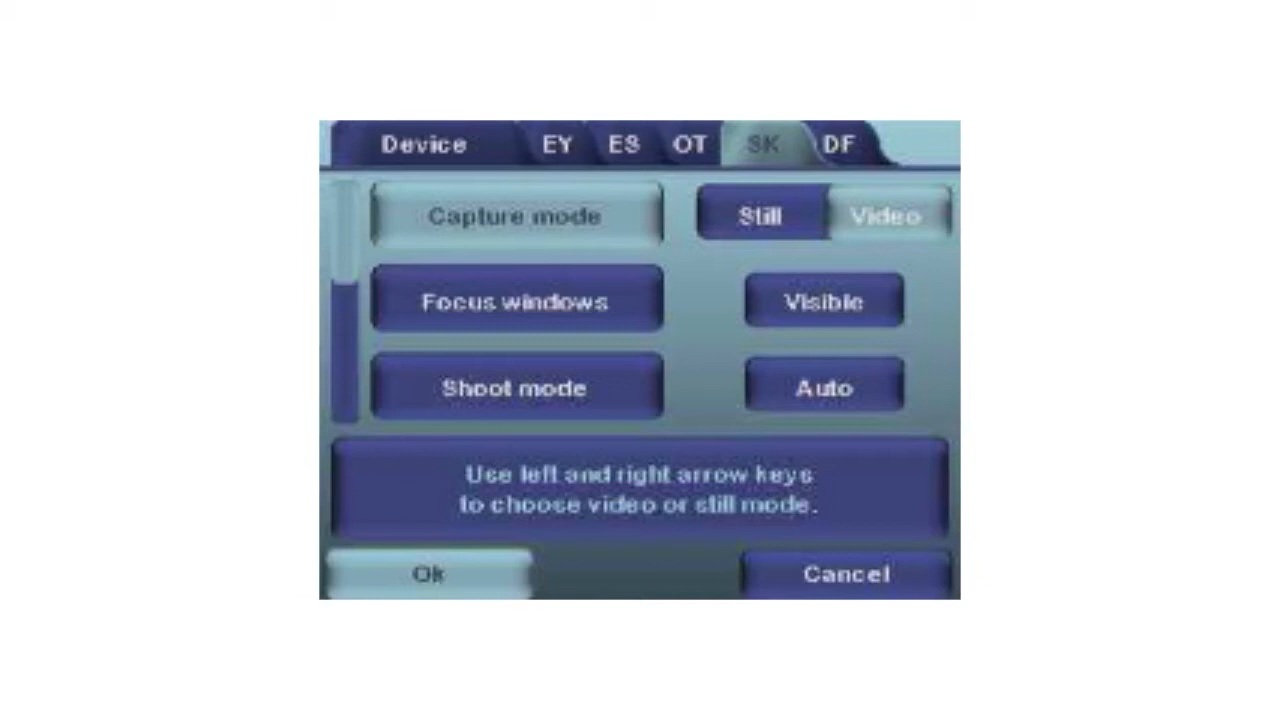 Device EY ES OT SK DF
Capture mode Still Video
Focus windows Visible
Shoot mode Auto
Use left and right arrow keys
to choose video or still mode.
Ok Cancel